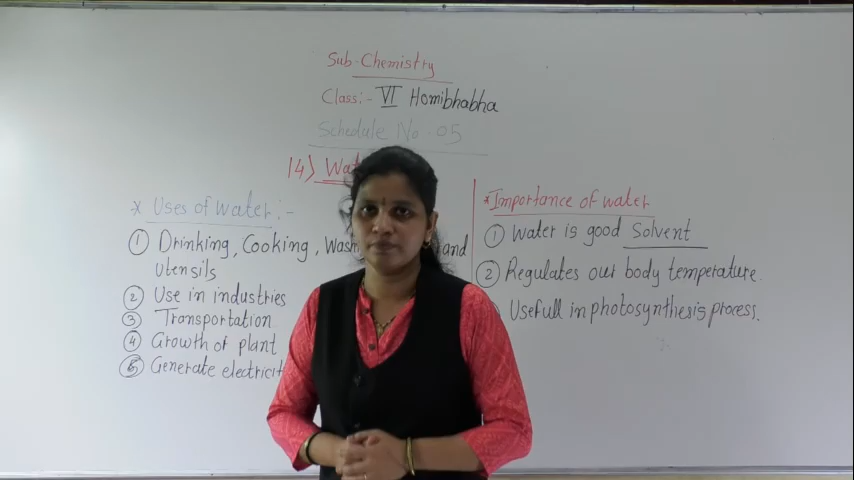 Sub-Chemistry
Class:- VI Homibhabha
Schedule No-05
14) Wat
* Uses of water:-
① Drinking, Cooking, Wash and
utensils
② Use in industries
③ Transportation
④ Growth of plant
⑤ Generate electricit
*Importance of water
① Water is good Solvent
② Regulates our body temperature.
Usefull in photosynthesis process.